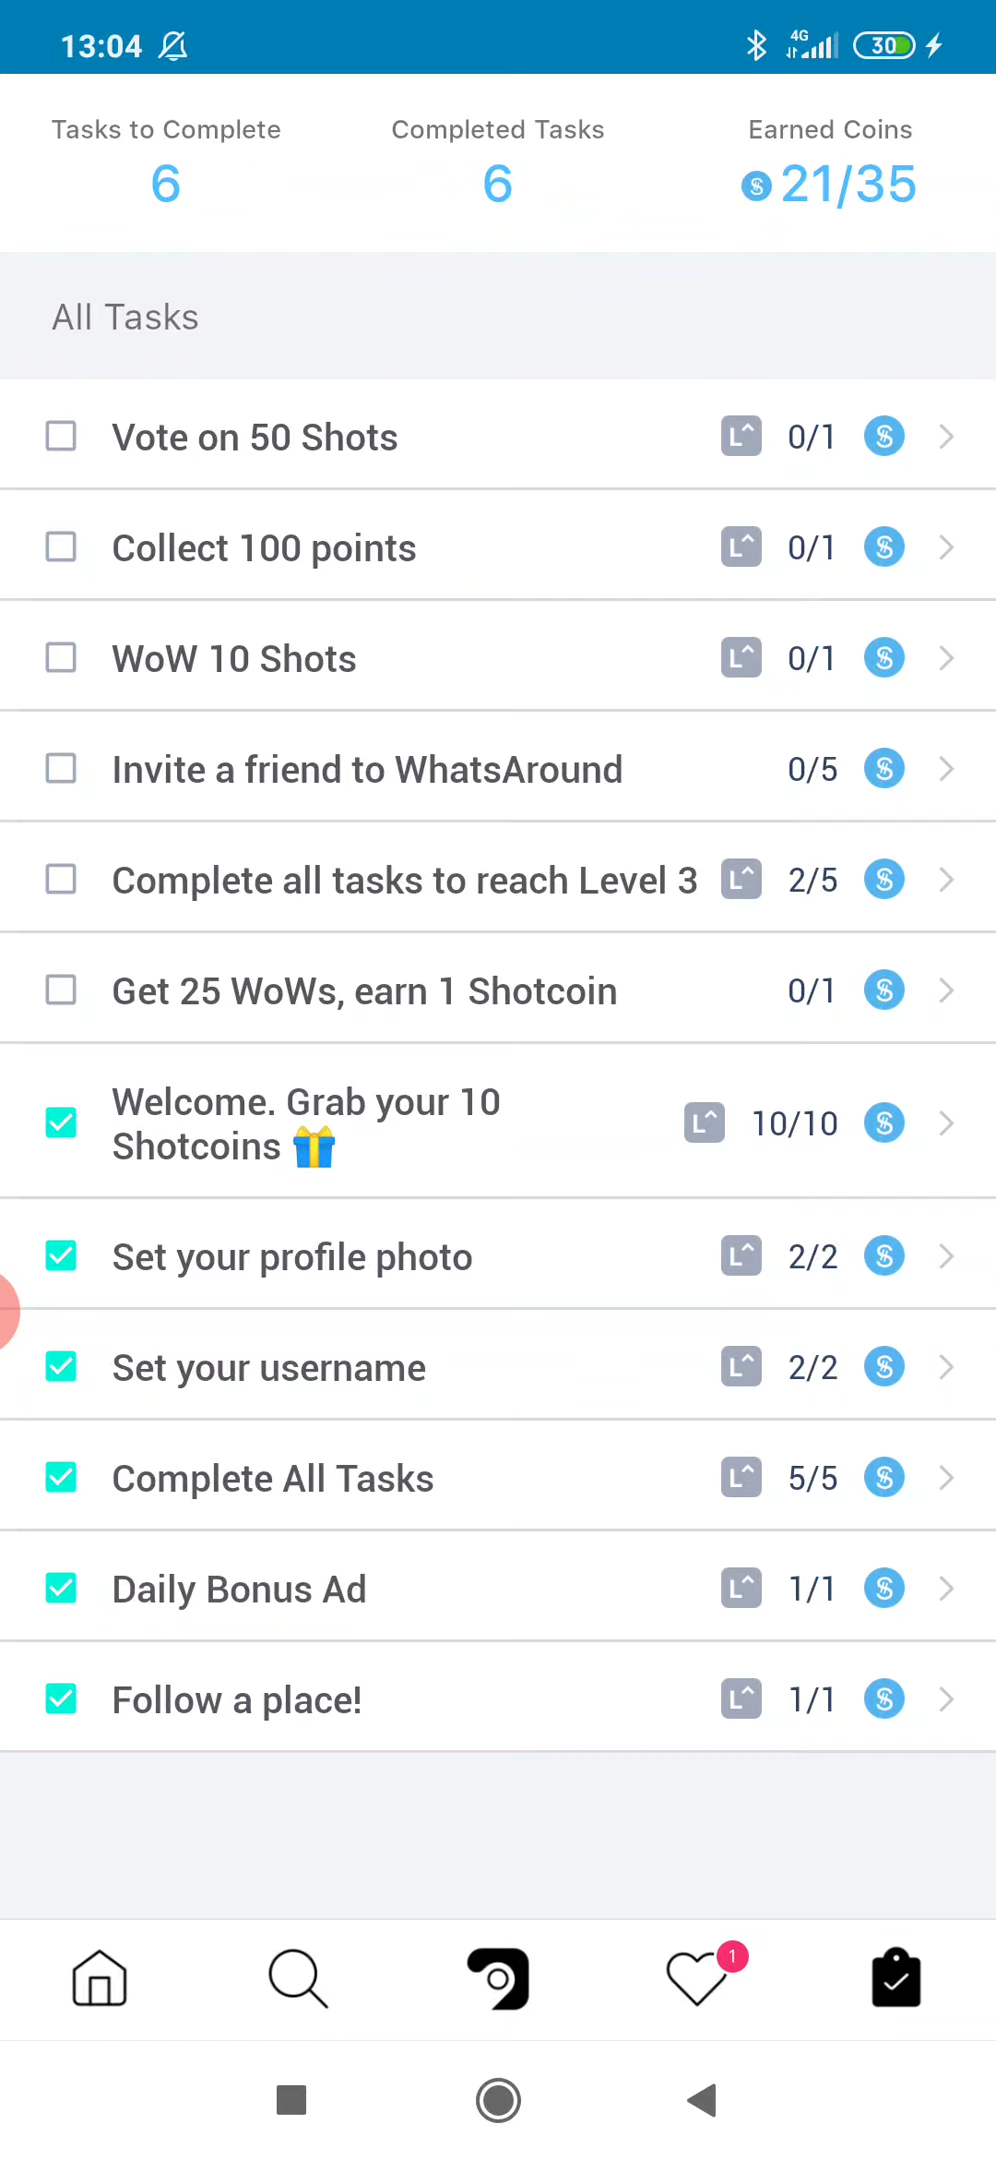 13:04 4G 30
Tasks to Complete Completed Tasks Earned Coins
6 6 21/35
All Tasks
Vote on 50 Shots L^ 0/1
Collect 100 points L^ 0/1
WoW 10 Shots L^ 0/1
Invite a friend to WhatsAround 0/5
Complete all tasks to reach Level 3 L^ 2/5
Get 25 WoWs, earn 1 Shotcoin 0/1
Welcome. Grab your 10
Shotcoins 🎁 L^ 10/10
Set your profile photo L^ 2/2
Set your username L^ 2/2
Complete All Tasks L^ 5/5
Daily Bonus Ad L^ 1/1
Follow a place! L^ 1/1
1